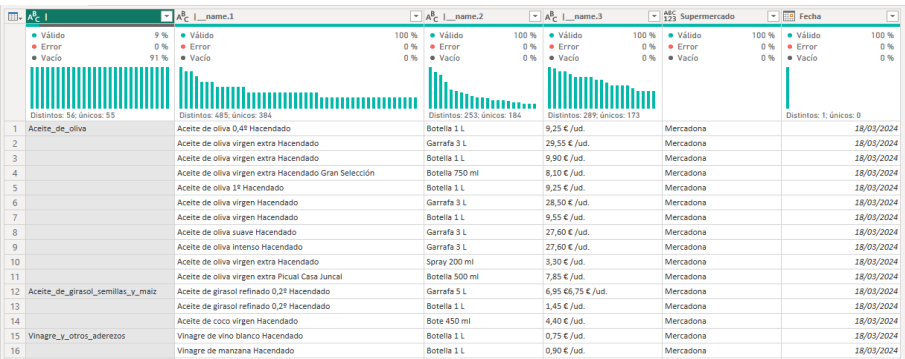 |	|__name.1	|__name.2	|__name.3	Supermercado	Fecha
Válido 9 %	Válido 100 %	Válido 100 %	Válido 100 %	Válido 100 %	Válido 100 %
Error 0 %	Error 0 %	Error 0 %	Error 0 %	Error 0 %	Error 0 %
Vacío 91 %	Vacío 0 %	Vacío 0 %	Vacío 0 %	Vacío 0 %	Vacío 0 %
Distintos: 56; únicos: 55	Distintos: 485; únicos: 384	Distintos: 253; únicos: 184	Distintos: 289; únicos: 173	Distintos: 1; únicos: 0
1	Aceite_de_oliva	Aceite de oliva 0,4º Hacendado	Botella 1 L	9,25 € /ud.	Mercadona	18/03/2024
2	Aceite de oliva virgen extra Hacendado	Garrafa 3 L	29,55 € /ud.	Mercadona	18/03/2024
3	Aceite de oliva virgen extra Hacendado	Botella 1 L	9,90 € /ud.	Mercadona	18/03/2024
4	Aceite de oliva virgen extra Hacendado Gran Selección	Botella 750 ml	8,10 € /ud.	Mercadona	18/03/2024
5	Aceite de oliva 1º Hacendado	Botella 1 L	9,25 € /ud.	Mercadona	18/03/2024
6	Aceite de oliva virgen Hacendado	Garrafa 3 L	28,50 € /ud.	Mercadona	18/03/2024
7	Aceite de oliva virgen Hacendado	Botella 1 L	9,55 € /ud.	Mercadona	18/03/2024
8	Aceite de oliva suave Hacendado	Garrafa 3 L	27,60 € /ud.	Mercadona	18/03/2024
9	Aceite de oliva intenso Hacendado	Garrafa 3 L	27,60 € /ud.	Mercadona	18/03/2024
10	Aceite de oliva virgen extra Hacendado	Spray 200 ml	3,30 € /ud.	Mercadona	18/03/2024
11	Aceite de oliva virgen extra Picual Casa Juncal	Botella 500 ml	7,85 € /ud.	Mercadona	18/03/2024
12	Aceite_de_girasol_semillas_y_maiz	Aceite de girasol refinado 0,2º Hacendado	Garrafa 5 L	6,95 €6,75 € /ud.	Mercadona	18/03/2024
13	Aceite de girasol refinado 0,2º Hacendado	Botella 1 L	1,45 € /ud.	Mercadona	18/03/2024
14	Aceite de coco virgen Hacendado	Bote 450 ml	4,40 € /ud.	Mercadona	18/03/2024
15	Vinagre_y_otros_aderezos	Vinagre de vino blanco Hacendado	Botella 1 L	0,75 € /ud.	Mercadona	18/03/2024
16	Vinagre de manzana Hacendado	Botella 1 L	0,90 € /ud.	Mercadona	18/03/2024